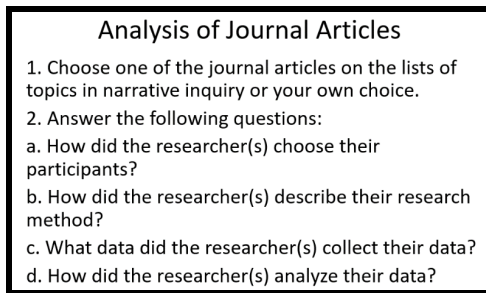 Analysis of Journal Articles
1. Choose one of the journal articles on the lists of
topics in narrative inquiry or your own choice.
2. Answer the following questions:
a. How did the researcher(s) choose their
participants?
b. How did the researcher(s) describe their research
method?
c. What data did the researcher(s) collect their data?
d. How did the researcher(s) analyze their data?